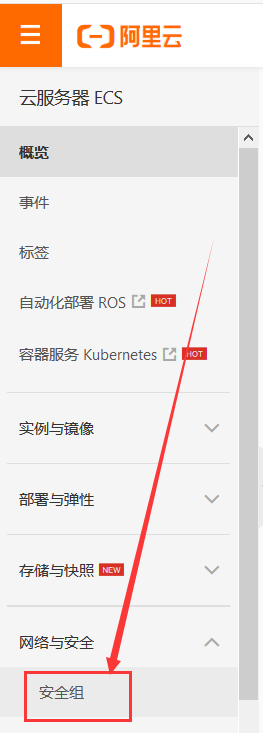 阿里云
云服务器 ECS
概览
事件
标签
自动化部署 ROS HOT
容器服务 Kubernetes HOT
实例与镜像
部署与弹性
存储与快照 NEW
网络与安全
安全组